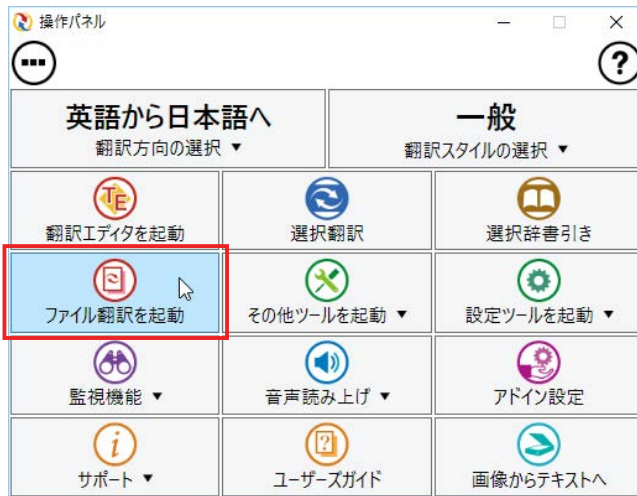 操作パネル
英語から日本語へ
翻訳方向の選択 ▼
一般
翻訳スタイルの選択 ▼
TE
翻訳エディタを起動
選択翻訳
選択辞書引き
ファイル翻訳を起動
その他ツールを起動 ▼
設定ツールを起動 ▼
監視機能 ▼
音声読み上げ ▼
アドイン設定
i
サポート ▼
?
ユーザーズガイド
画像からテキストへ